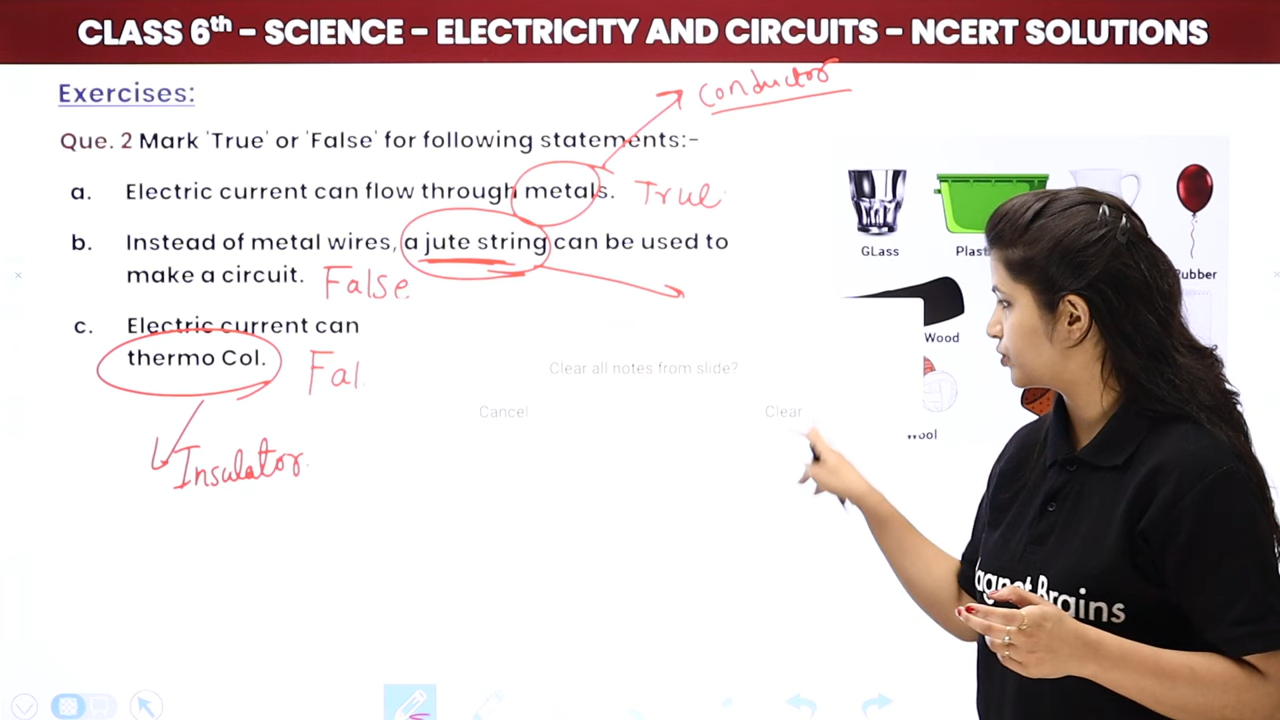 CLASS 6th – SCIENCE – ELECTRICITY AND CIRCUITS – NCERT SOLUTIONS
Exercises:
conductor
Que. 2 Mark 'True' or 'False' for following statements:-
a. Electric current can flow through metals. True
b. Instead of metal wires, a jute string can be used to
make a circuit. False
c. Electric current can
thermo Col. Fal
Insulator
Clear all notes from slide?
Cancel Clear
GLass Plast ubber
Wood
Wool
agnet Brains